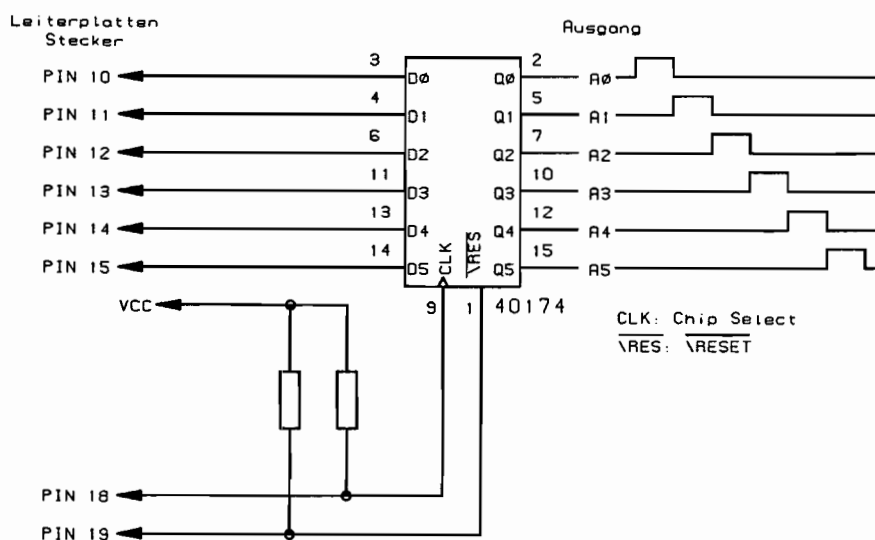 Leiterplatten
Stecker
Ausgang
PIN 10 3 DØ QØ 2 AØ
PIN 11 4 D1 Q1 5 A1
PIN 12 6 D2 Q2 7 A2
PIN 13 11 D3 Q3 10 A3
PIN 14 13 D4 Q4 12 A4
PIN 15 14 D5 CLK \RES Q5 15 A5
VCC 9 1 40174
CLK: Chip Select
\RES: \RESET
PIN 18
PIN 19